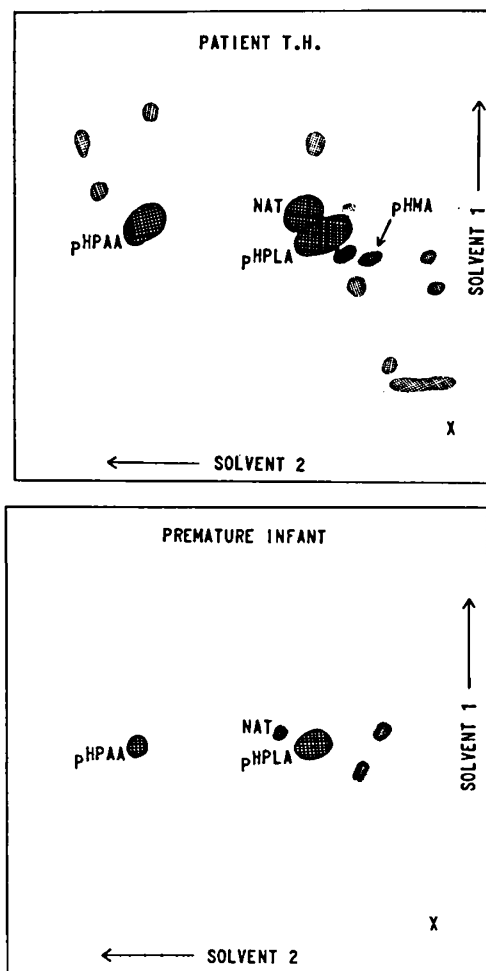 PATIENT T.H.
NAT
pHMA
pHPAA
pHPLA
SOLVENT 1
X
SOLVENT 2
PREMATURE INFANT
NAT
pHPAA
pHPLA
SOLVENT 1
X
SOLVENT 2